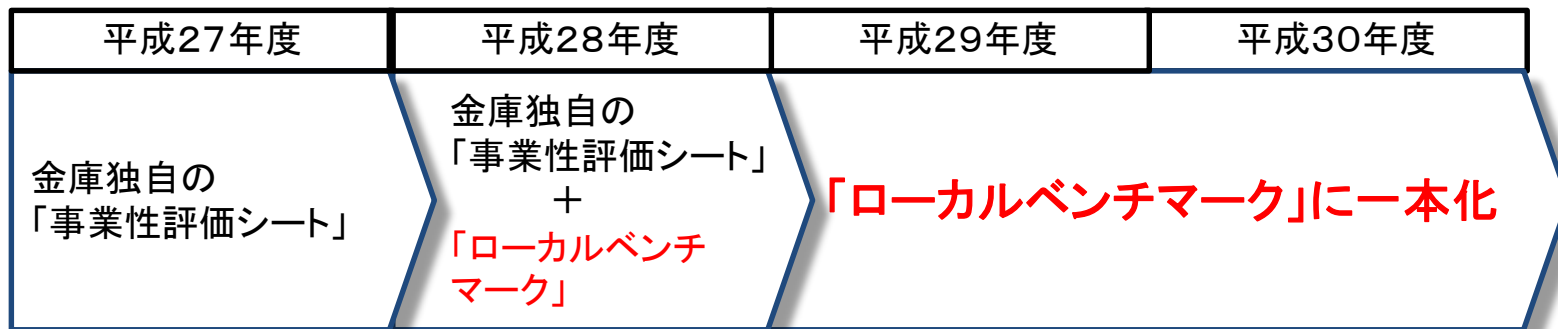 平成27年度
平成28年度
平成29年度
平成30年度
金庫独自の
「事業性評価シート」
金庫独自の
「事業性評価シート」
＋
「ローカルベンチ
マーク」
「ローカルベンチマーク」に一本化